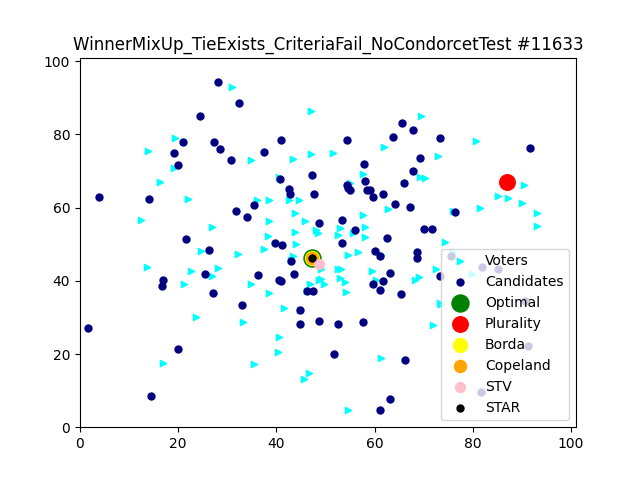 WinnerMixUp_TieExists_CriteriaFail_NoCondorcetTest #11633
100
80
60
40
20
0
0 20 40 60 80 100
Voters
Candidates
Optimal
Plurality
Borda
Copeland
STV
STAR